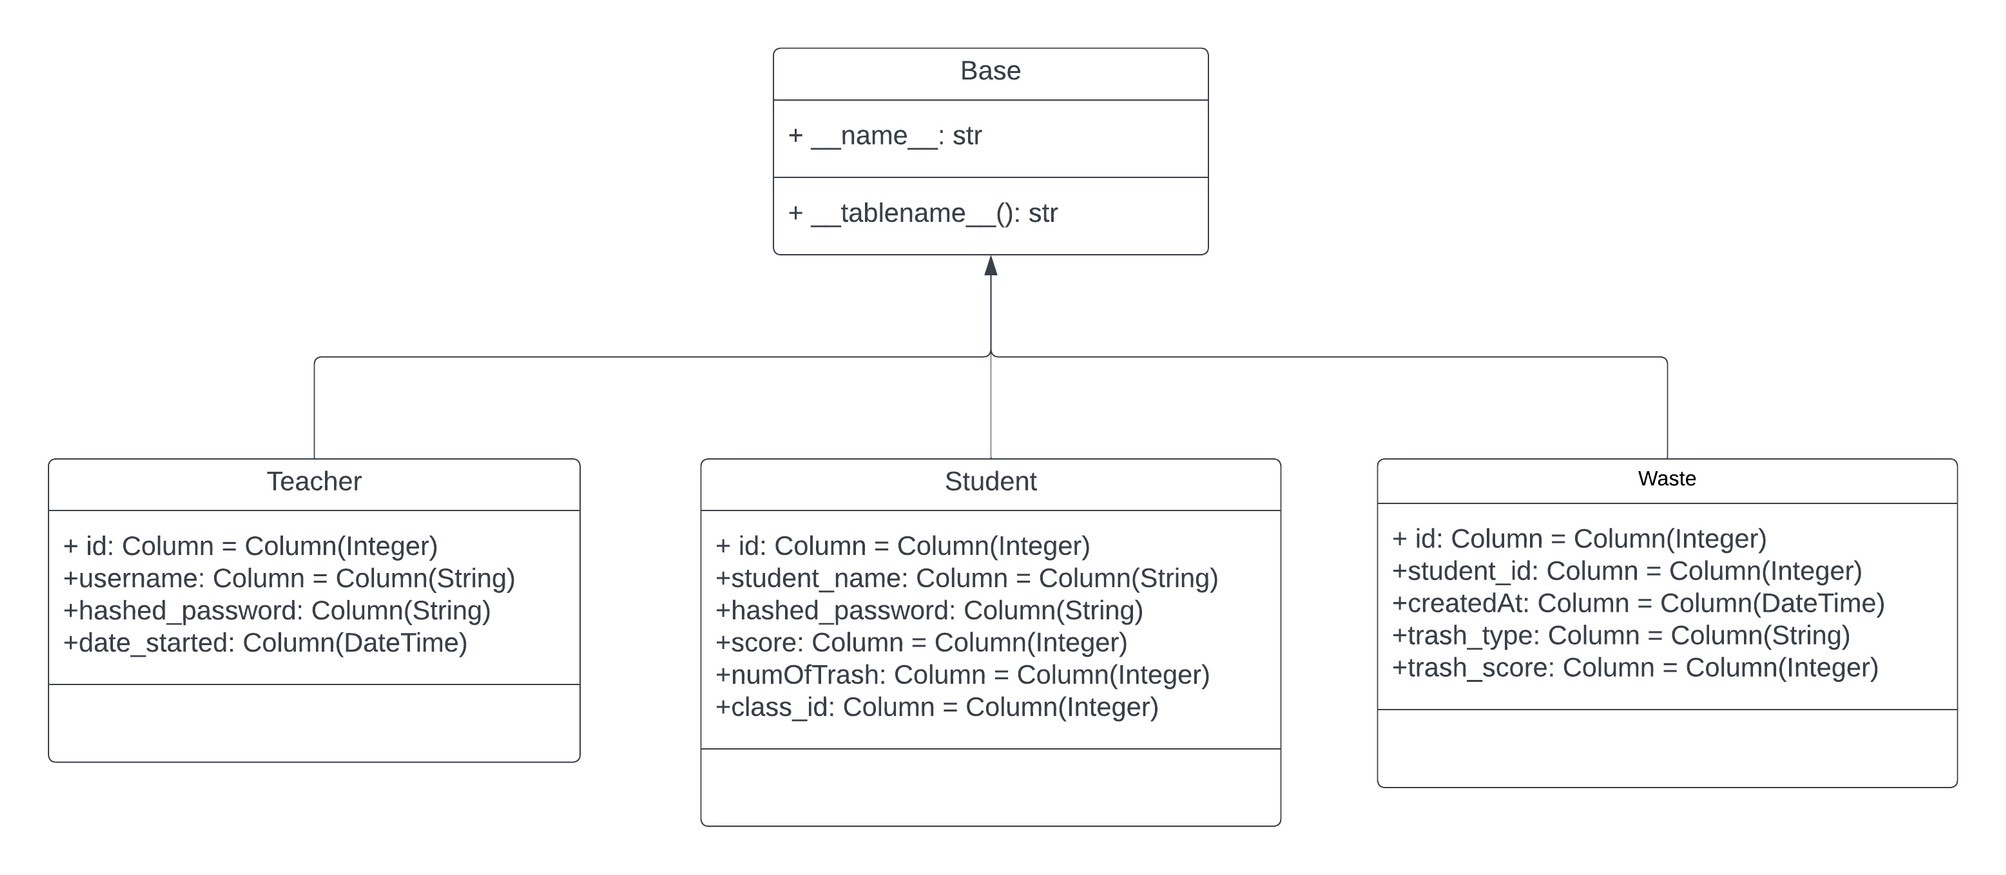 Base
+ __name__: str
+ __tablename__(): str
Teacher
+ id: Column = Column(Integer)
+username: Column = Column(String)
+hashed_password: Column(String)
+date_started: Column(DateTime)
Student
+ id: Column = Column(Integer)
+student_name: Column = Column(String)
+hashed_password: Column(String)
+score: Column = Column(Integer)
+numOfTrash: Column = Column(Integer)
+class_id: Column = Column(Integer)
Waste
+ id: Column = Column(Integer)
+student_id: Column = Column(Integer)
+createdAt: Column = Column(DateTime)
+trash_type: Column = Column(String)
+trash_score: Column = Column(Integer)